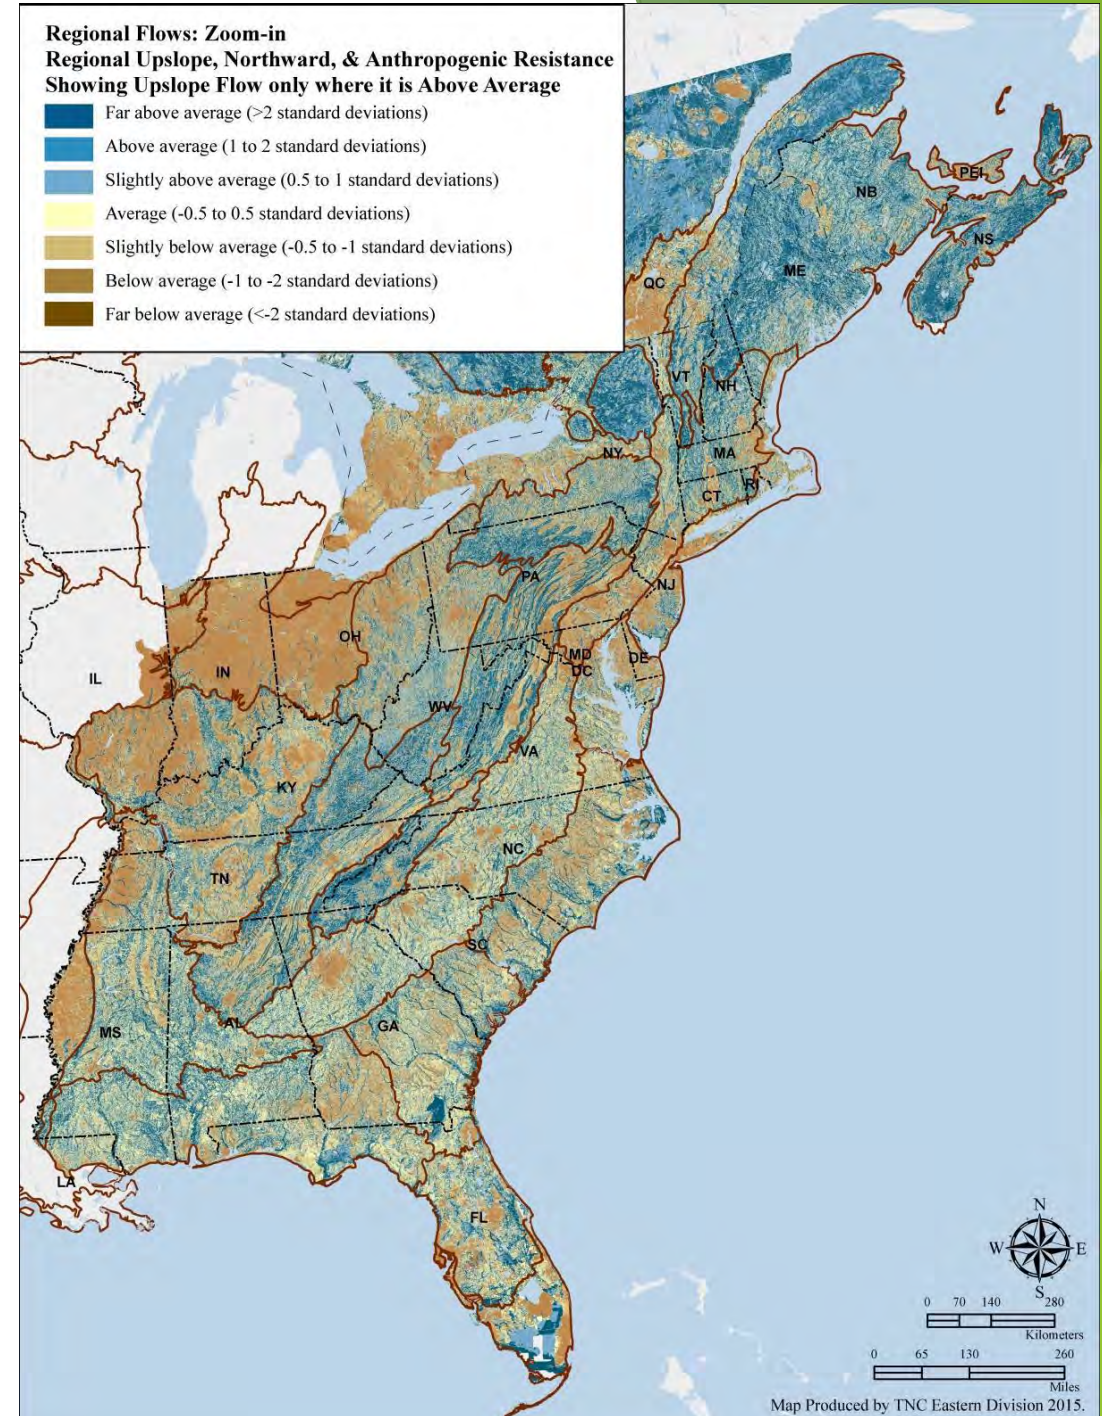 Regional Flows: Zoom-in
Regional Upslope, Northward, & Anthropogenic Resistance
Showing Upslope Flow only where it is Above Average
Far above average (>2 standard deviations)
Above average (1 to 2 standard deviations)
Slightly above average (0.5 to 1 standard deviations)
Average (-0.5 to 0.5 standard deviations)
Slightly below average (-0.5 to -1 standard deviations)
Below average (-1 to -2 standard deviations)
Far below average (<-2 standard deviations)
PEI
NB
NS
ME
QC
VT
NH
NY
MA
RI
CT
PA
NJ
OH
MD
DE
DC
IN
IL
WV
VA
KY
NC
TN
SC
GA
AL
MS
LA
FL
N
W
E
S
0 70 140 280
Kilometers
0 65 130 260
Miles
Map Produced by TNC Eastern Division 2015.